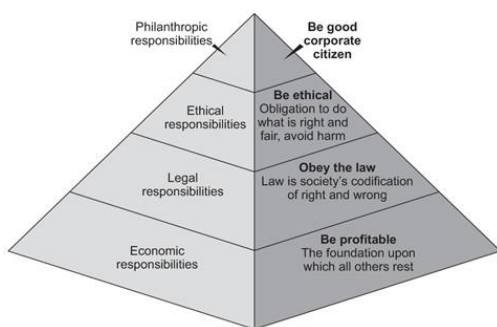 Philanthropic
responsibilities
Be good
corporate
citizen
Ethical
responsibilities
Be ethical
Obligation to do
what is right and
fair, avoid harm
Legal
responsibilities
Obey the law
Law is society's codification
of right and wrong
Economic
responsibilities
Be profitable
The foundation upon
which all others rest